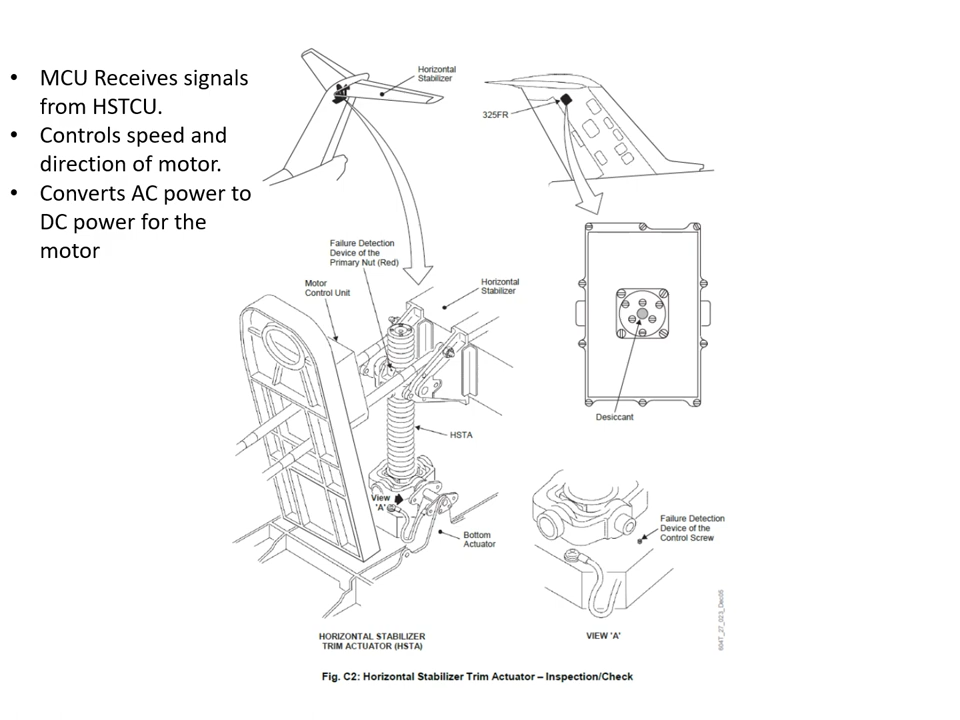 • MCU Receives signals
from HSTCU.
• Controls speed and
direction of motor.
• Converts AC power to
DC power for the
motor
Horizontal
Stabilizer
325FR
Failure Detection
Device of the
Primary Nut (Red)
Motor
Control Unit
Horizontal
Stabilizer
Desiccant
HSTA
View
'A'
Bottom
Actuator
Failure Detection
Device of the
Control Screw
HORIZONTAL STABILIZER
TRIM ACTUATOR (HSTA)
VIEW 'A'
604T_27_023_Dec05
Fig. C2: Horizontal Stabilizer Trim Actuator – Inspection/Check